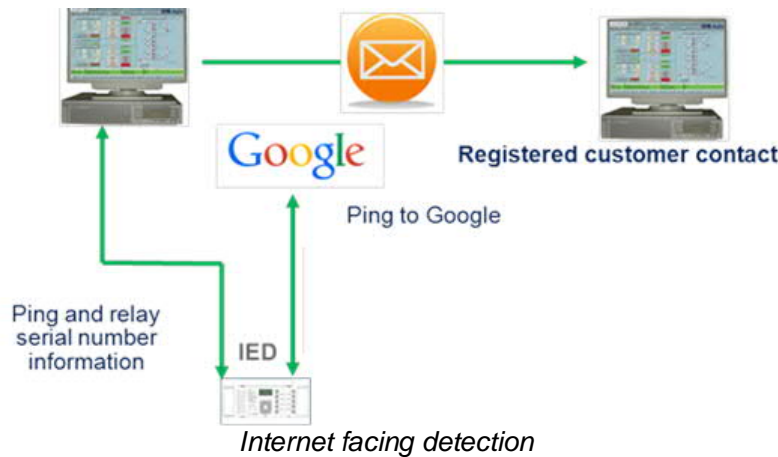 Google
Registered customer contact
Ping to Google
Ping and relay
serial number
information
IED
Internet facing detection